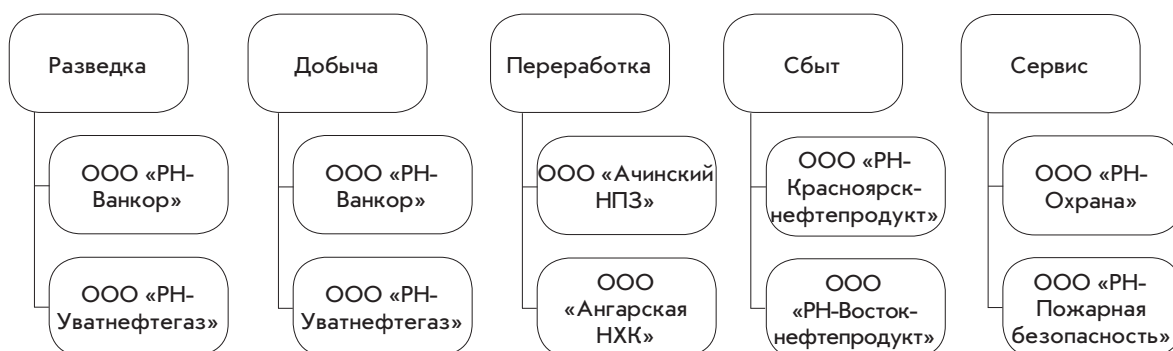 Разведка
ООО «РН-
Ванкор»
ООО «РН-
Уватнефтегаз»
Добыча
ООО «РН-
Ванкор»
ООО «РН-
Уватнефтегаз»
Переработка
ООО «Ачинский
НПЗ»
ООО
«Ангарская
НХК»
Сбыт
ООО «РН-
Красноярск-
нефтепродукт»
ООО
«РН-Восток-
нефтепродукт»
Сервис
ООО «РН-
Охрана»
ООО «РН-
Пожарная
безопасность»